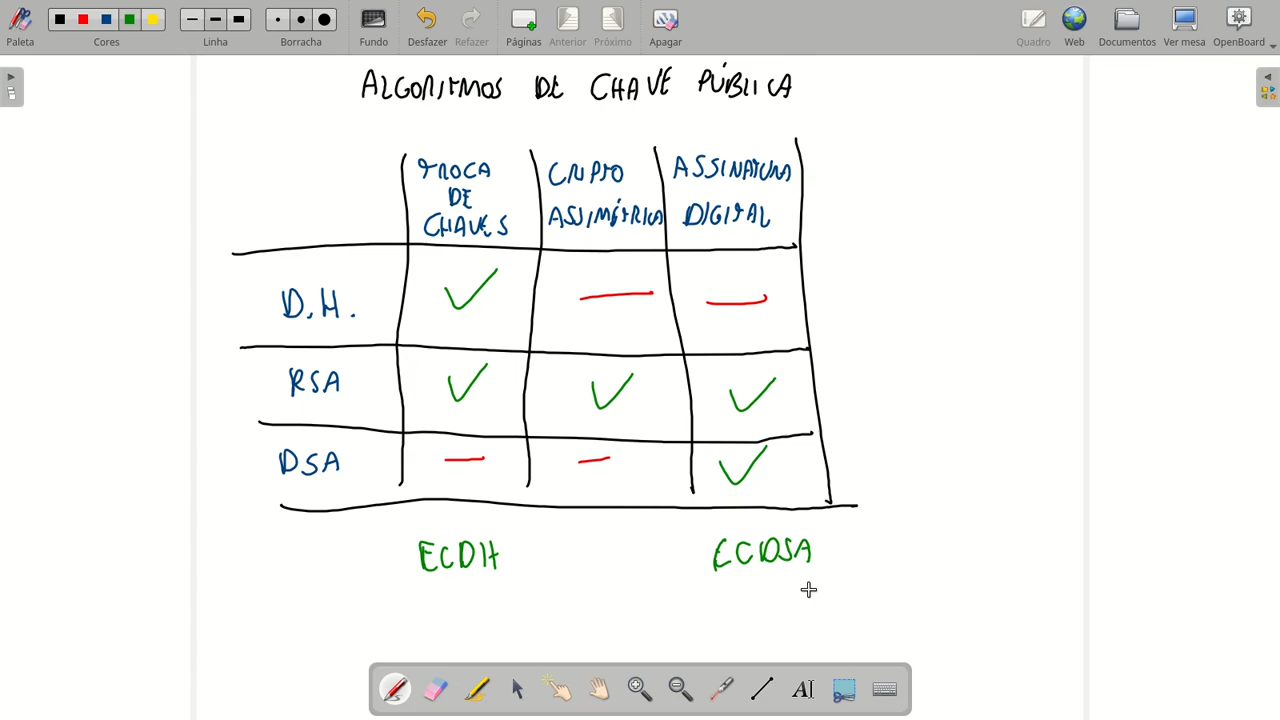 Paleta
Cores
Linha
Borracha
Fundo
Desfazer
Refazer
Páginas
Anterior
Próximo
Apagar
Quadro
Web
Documentos
Ver mesa
OpenBoard
ALGORITMOS DE CHAVE PÚBLICA
TROCA
DE
CHAVES
CRIPTO
ASSIMÉTRICA
ASSINATURA
DIGITAL
D.H.
RSA
DSA
ECDH
ECDSA